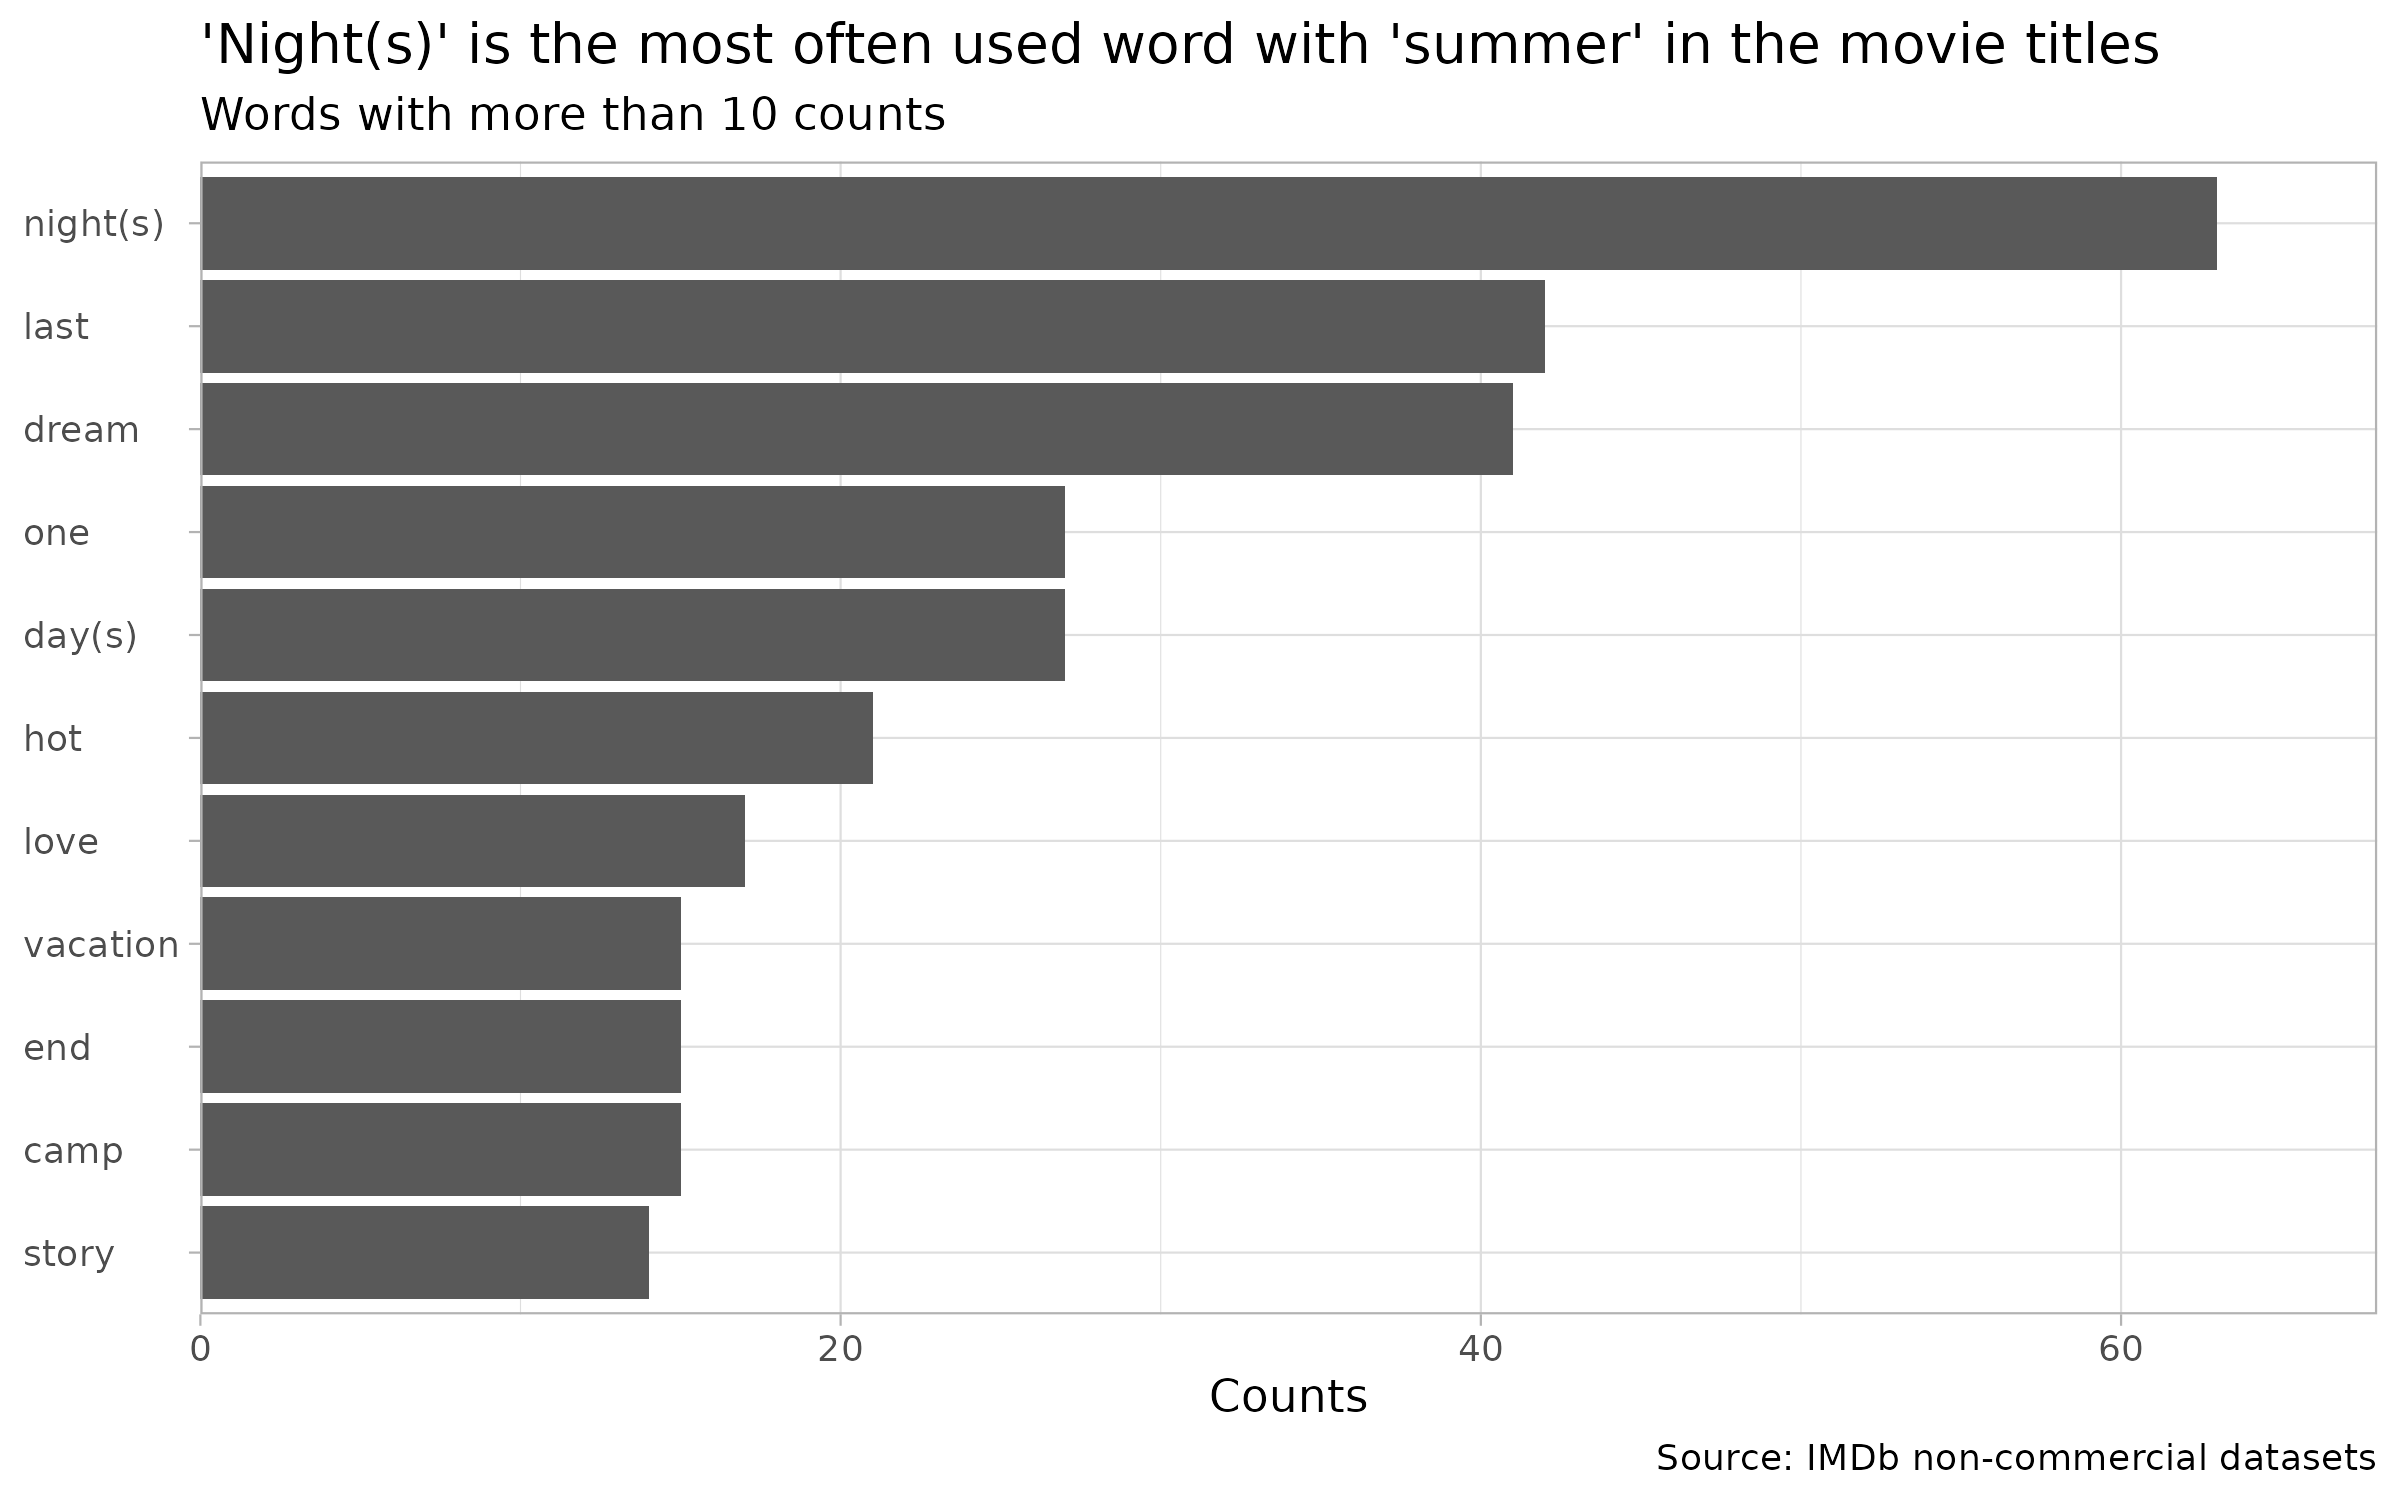 'Night(s)' is the most often used word with 'summer' in the movie titles
Words with more than 10 counts
night(s)
last
dream
one
day(s)
hot
love
vacation
end
camp
story
0 20 40 60
Counts
Source: IMDb non-commercial datasets